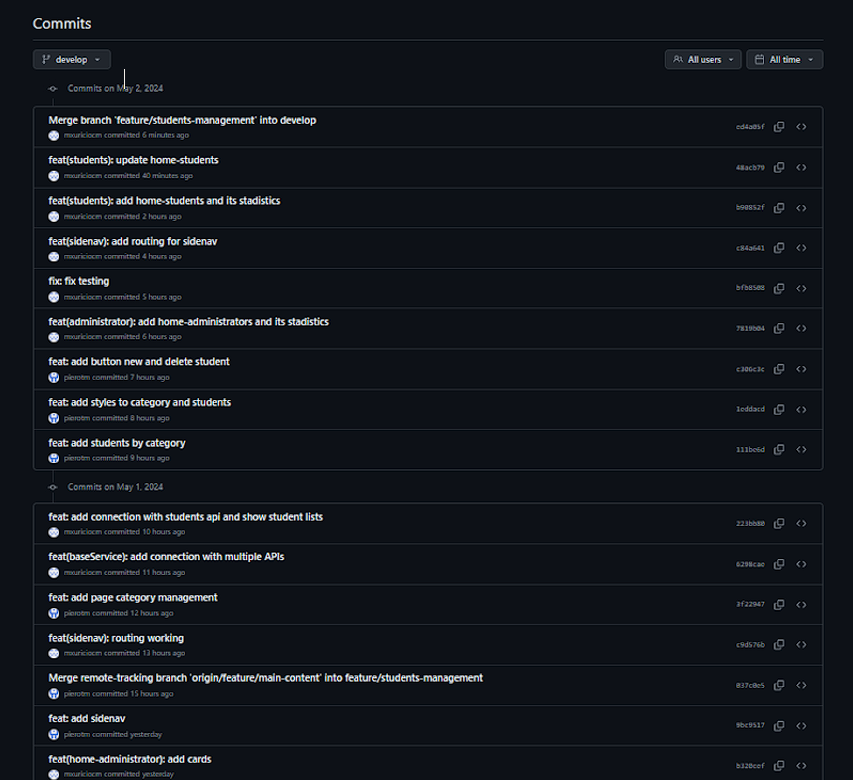 Commits
develop
All users
All time
Commits on May 2, 2024
Merge branch 'feature/students-management' into develop
mxuriciocm committed 6 minutes ago
ed4a05f
feat(students): update home-students
mxuriciocm committed 40 minutes ago
48acb79
feat(students): add home-students and its stadistics
mxuriciocm committed 2 hours ago
b90852f
feat(sidenav): add routing for sidenav
mxuriciocm committed 4 hours ago
c84a641
fix: fix testing
mxuriciocm committed 5 hours ago
bfb8508
feat(administrator): add home-administrators and its stadistics
mxuriciocm committed 6 hours ago
7819b04
feat: add button new and delete student
pierotm committed 7 hours ago
c306c3c
feat: add styles to category and students
pierotm committed 8 hours ago
1eddacd
feat: add students by category
pierotm committed 9 hours ago
111be6d
Commits on May 1, 2024
feat: add connection with students api and show student lists
mxuriciocm committed 10 hours ago
223bb80
feat(baseService): add connection with multiple APIs
mxuriciocm committed 11 hours ago
6298cae
feat: add page category management
pierotm committed 12 hours ago
3f22947
feat(sidenav): routing working
mxuriciocm committed 13 hours ago
c9d576b
Merge remote-tracking branch 'origin/feature/main-content' into feature/students-management
pierotm committed 15 hours ago
037c0e5
feat: add sidenav
pierotm committed yesterday
9bc9517
feat(home-administrator): add cards
mxuriciocm committed yesterday
b320cef